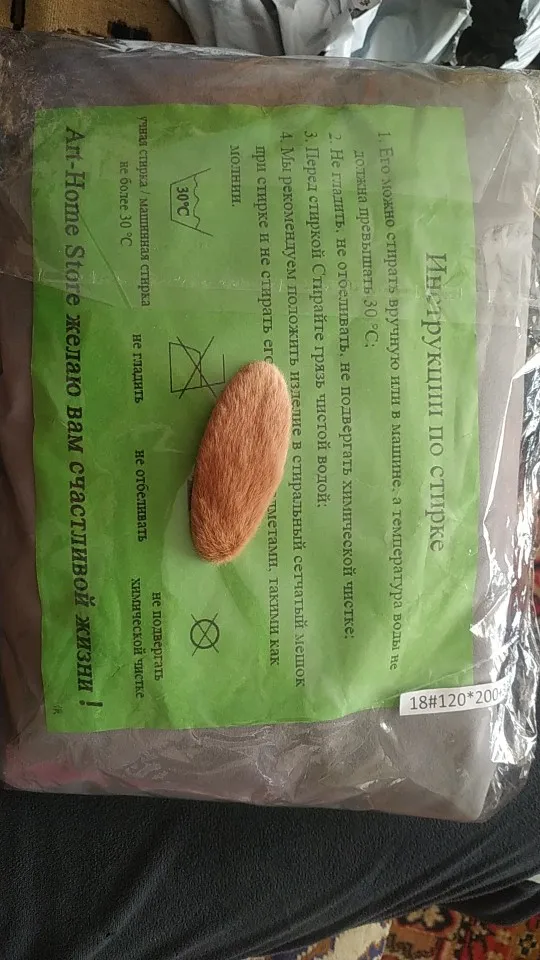 Инструкции по стирке
1. Его можно стирать вручную или в машине, а температура воды не
должна превышать 30 °C;
2. Не гладить, не отбеливать, не подвергать химической чистке;
3. Перед стиркой Стирайте грязь чистой водой;
4. Мы рекомендуем положить изделие в стиральный сетчатый мешок
при стирке и не стирать его такими как
молнии.
30°C
учная стирка / машинная стирка
не более 30 °C
не гладить
не отбеливать
не подвергать
химической чистке
Art-Home Store желаю вам счастливой жизни !
18#120*200